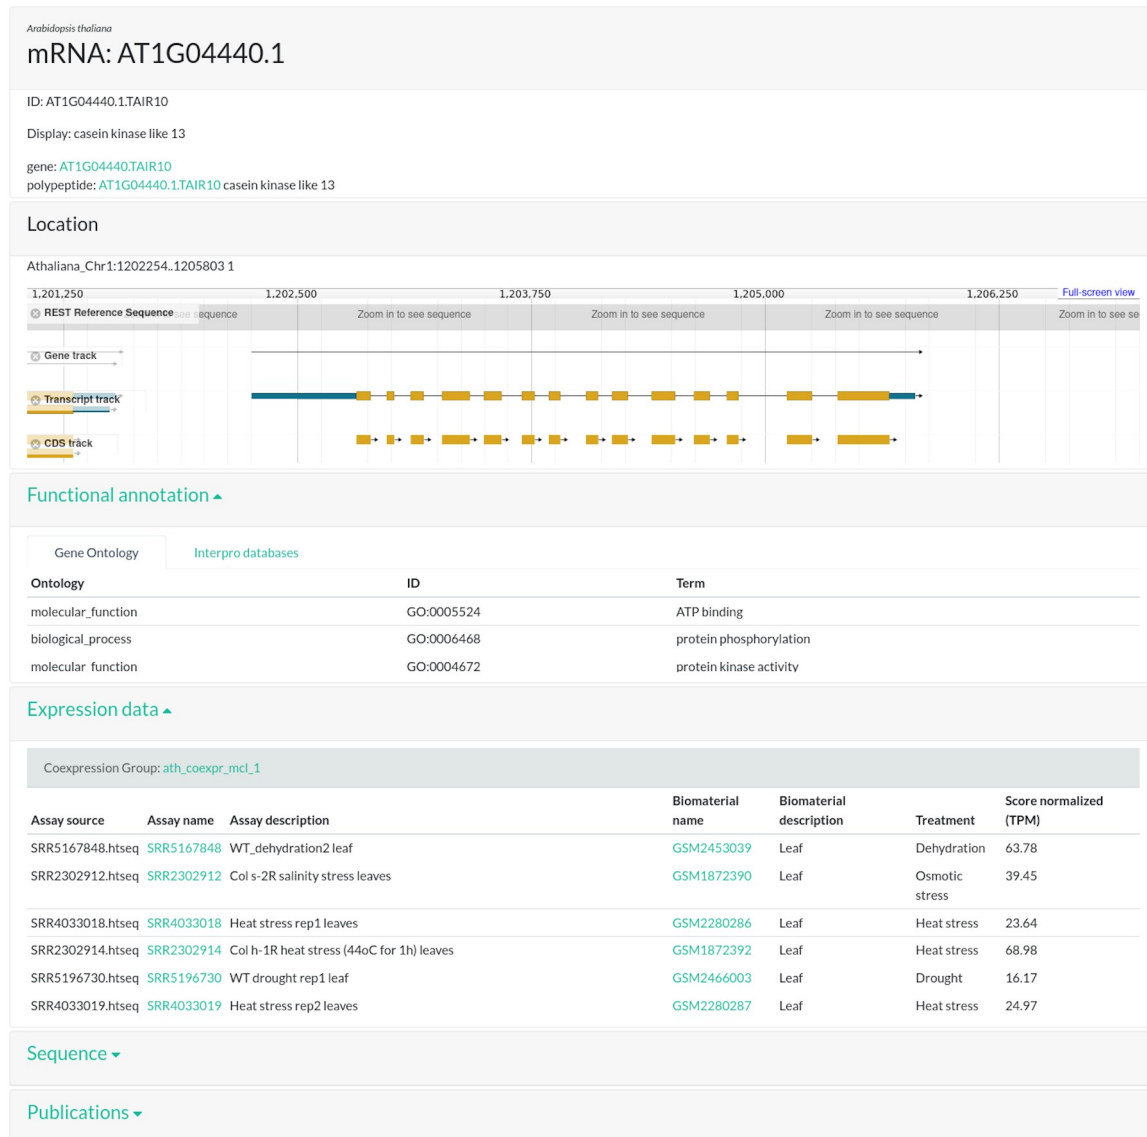 Arabidopsis thaliana
mRNA: AT1G04440.1
ID: AT1G04440.1.TAIR10
Display: casein kinase like 13
gene: AT1G04440.TAIR10
polypeptide: AT1G04440.1.TAIR10 casein kinase like 13
Location
Athaliana_Chr1:1202254..1205803 1
1,201,250 1,202,500 1,203,750 1,205,000 1,206,250 Full-screen view
REST Reference Sequence see sequence Zoom in to see sequence Zoom in to see sequence Zoom in to see sequence Zoom in to see se
Gene track
Transcript track
CDS track
Functional annotation
Gene Ontology Interpro databases
Ontology ID Term
molecular_function GO:0005524 ATP binding
biological_process GO:0006468 protein phosphorylation
molecular function GO:0004672 protein kinase activity
Expression data
Coexpression Group: ath_coexpr_mcl_1
Biomaterial Biomaterial Score normalized
Assay source Assay name Assay description name description Treatment (TPM)
SRR5167848.htseq SRR5167848 WT_dehydration2 leaf GSM2453039 Leaf Dehydration 63.78
SRR2302912.htseq SRR2302912 Col s-2R salinity stress leaves GSM1872390 Leaf Osmotic 39.45
stress
SRR4033018.htseq SRR4033018 Heat stress rep1 leaves GSM2280286 Leaf Heat stress 23.64
SRR2302914.htseq SRR2302914 Col h-1R heat stress (44oC for 1h) leaves GSM1872392 Leaf Heat stress 68.98
SRR5196730.htseq SRR5196730 WT drought rep1 leaf GSM2466003 Leaf Drought 16.17
SRR4033019.htseq SRR4033019 Heat stress rep2 leaves GSM2280287 Leaf Heat stress 24.97
Sequence
Publications